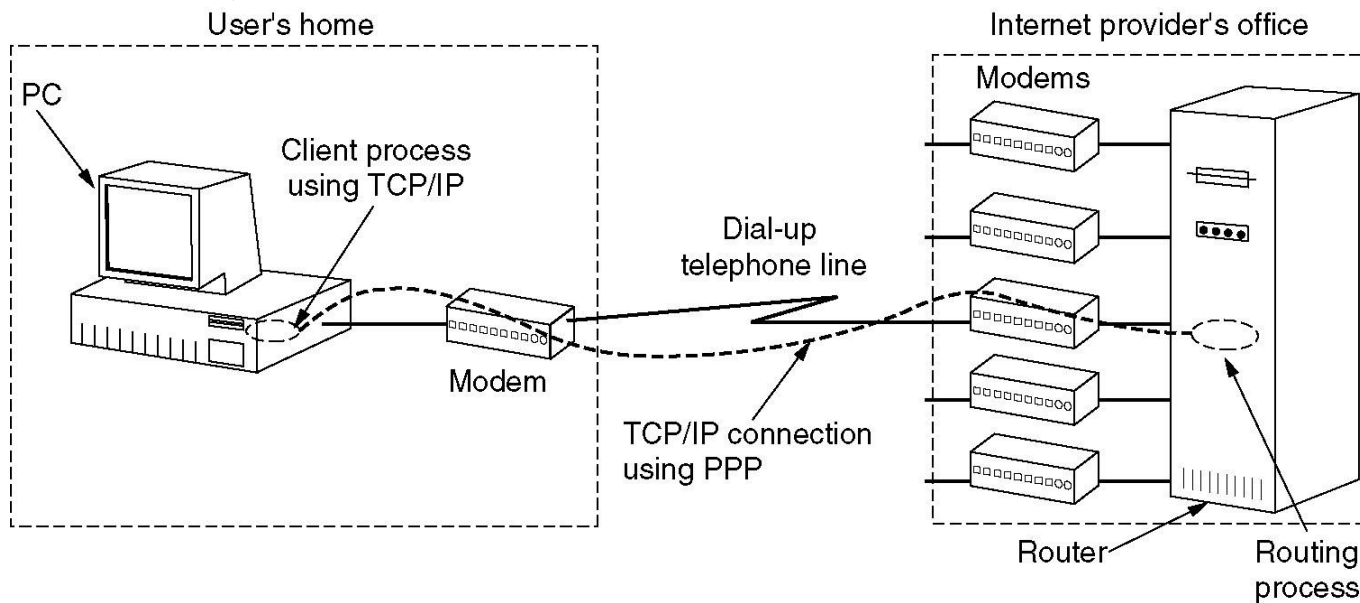 User's home
Internet provider's office
PC
Client process
using TCP/IP
Modems
Dial-up
telephone line
Modem
TCP/IP connection
using PPP
Router
Routing
process